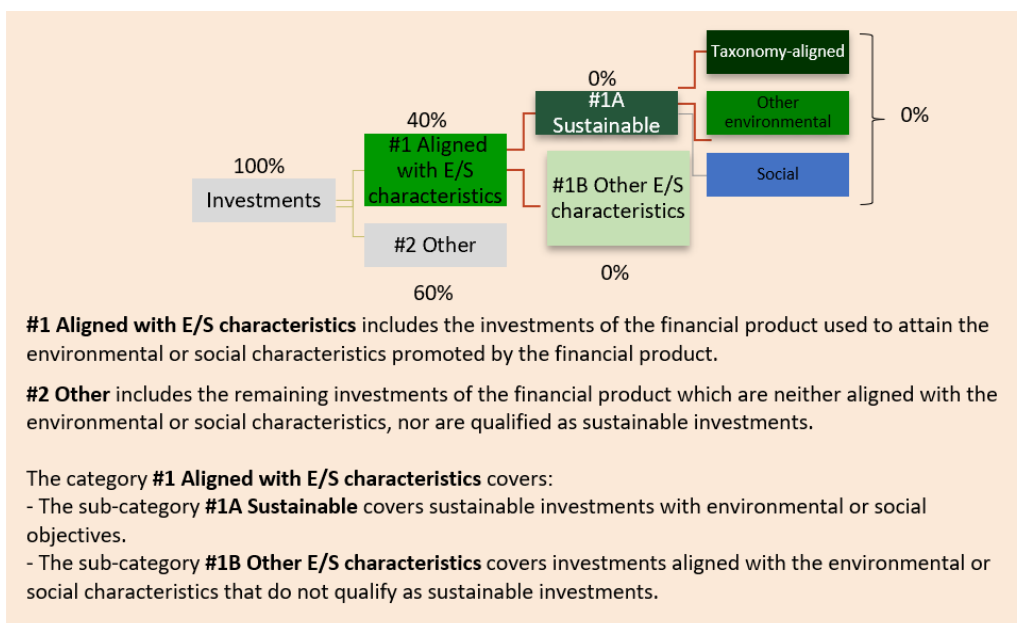 Taxonomy-aligned
0%
#1A
Sustainable
Other
environmental
0%
40%
#1 Aligned
with E/S
characteristics
100%
Investments
Social
#1B Other E/S
characteristics
#2 Other
0%
60%
#1 Aligned with E/S characteristics includes the investments of the financial product used to attain the
environmental or social characteristics promoted by the financial product.
#2 Other includes the remaining investments of the financial product which are neither aligned with the
environmental or social characteristics, nor are qualified as sustainable investments.
The category #1 Aligned with E/S characteristics covers:
- The sub-category #1A Sustainable covers sustainable investments with environmental or social
objectives.
- The sub-category #1B Other E/S characteristics covers investments aligned with the environmental or
social characteristics that do not qualify as sustainable investments.